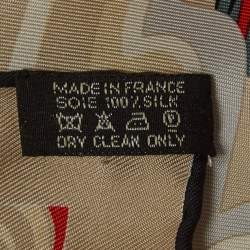 MADE IN FRANCE
SOIE 100% SILK
DRY CLEAN ONLY